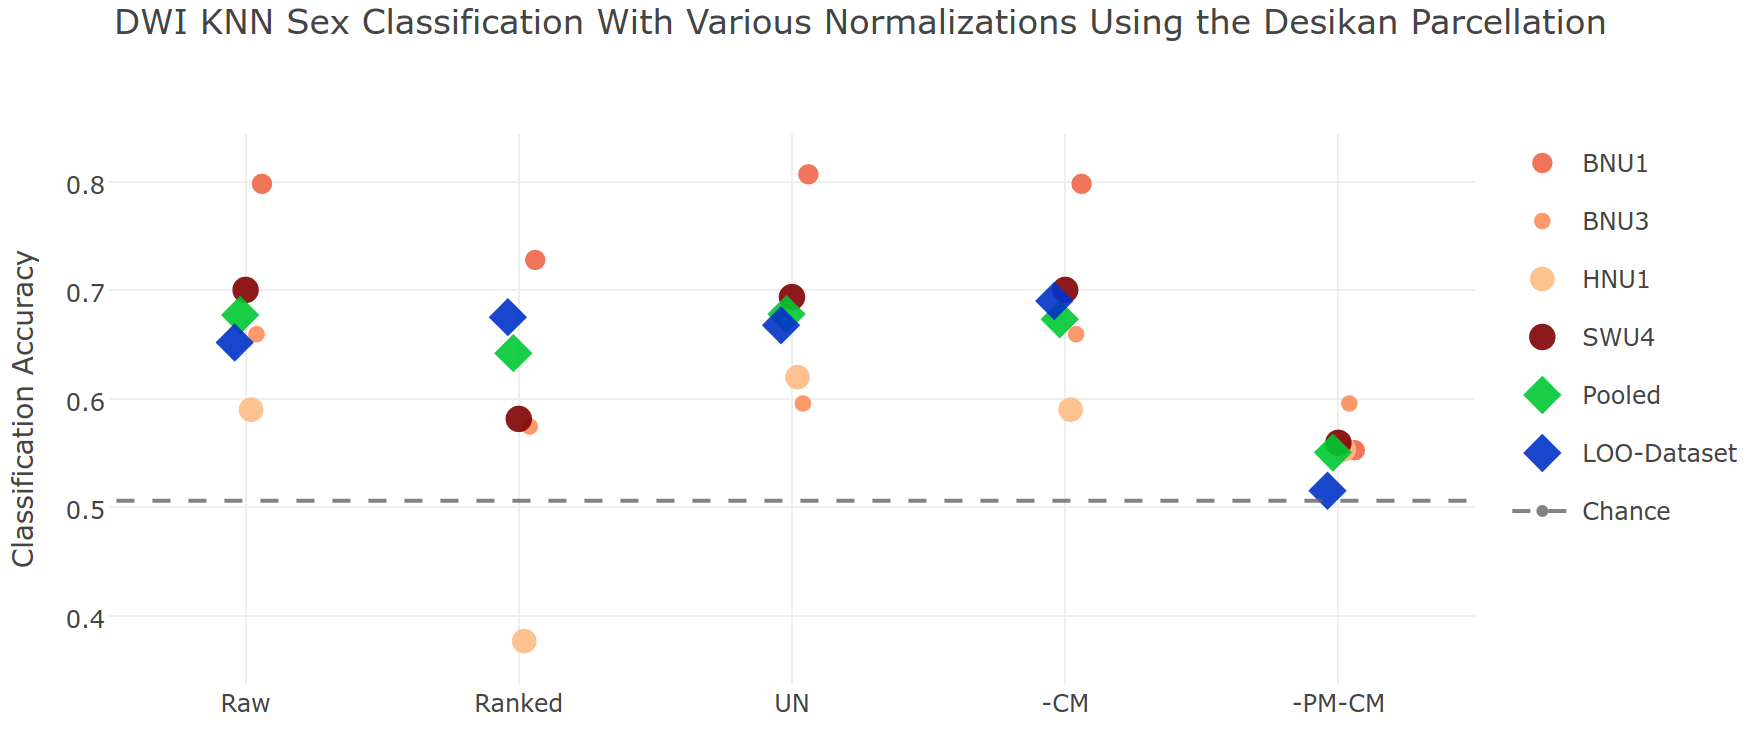 DWI KNN Sex Classification With Various Normalizations Using the Desikan Parcellation
Classification Accuracy
0.8
0.7
0.6
0.5
0.4
Raw
Ranked
UN
-CM
-PM-CM
BNU1
BNU3
HNU1
SWU4
Pooled
LOO-Dataset
Chance